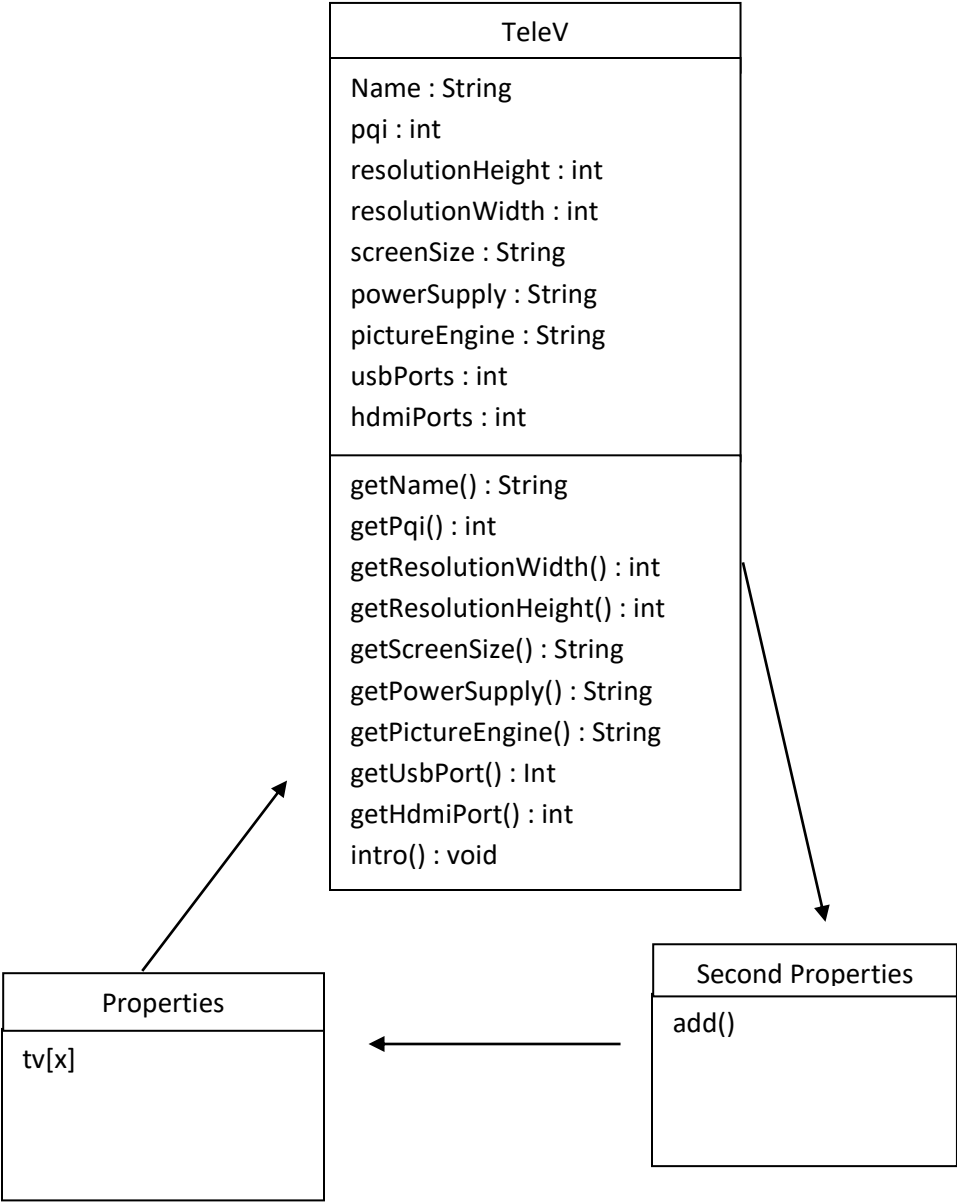 TeleV
Name : String
pqi : int
resolutionHeight : int
resolutionWidth : int
screenSize : String
powerSupply : String
pictureEngine : String
usbPorts : int
hdmiPorts : int
getName() : String
getPqi() : int
getResolutionWidth() : int
getResolutionHeight() : int
getScreenSize() : String
getPowerSupply() : String
getPictureEngine() : String
getUsbPort() : Int
getHdmiPort() : int
intro() : void
Properties
tv[x]
Second Properties
add()